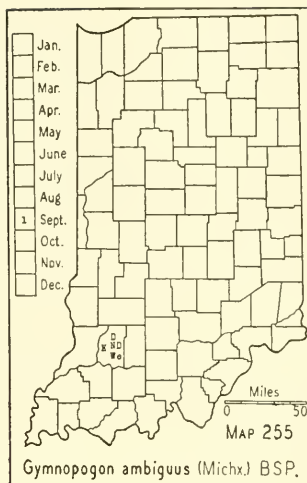 Jan.
Feb.
Mar.
Apr.
May
June
July
Aug
1 Sept.
Oct.
Nov.
Dec.
D
K N D
W
Miles
0 50
MAP 255
Gymnopogon ambiguus (Michx.) BSP.